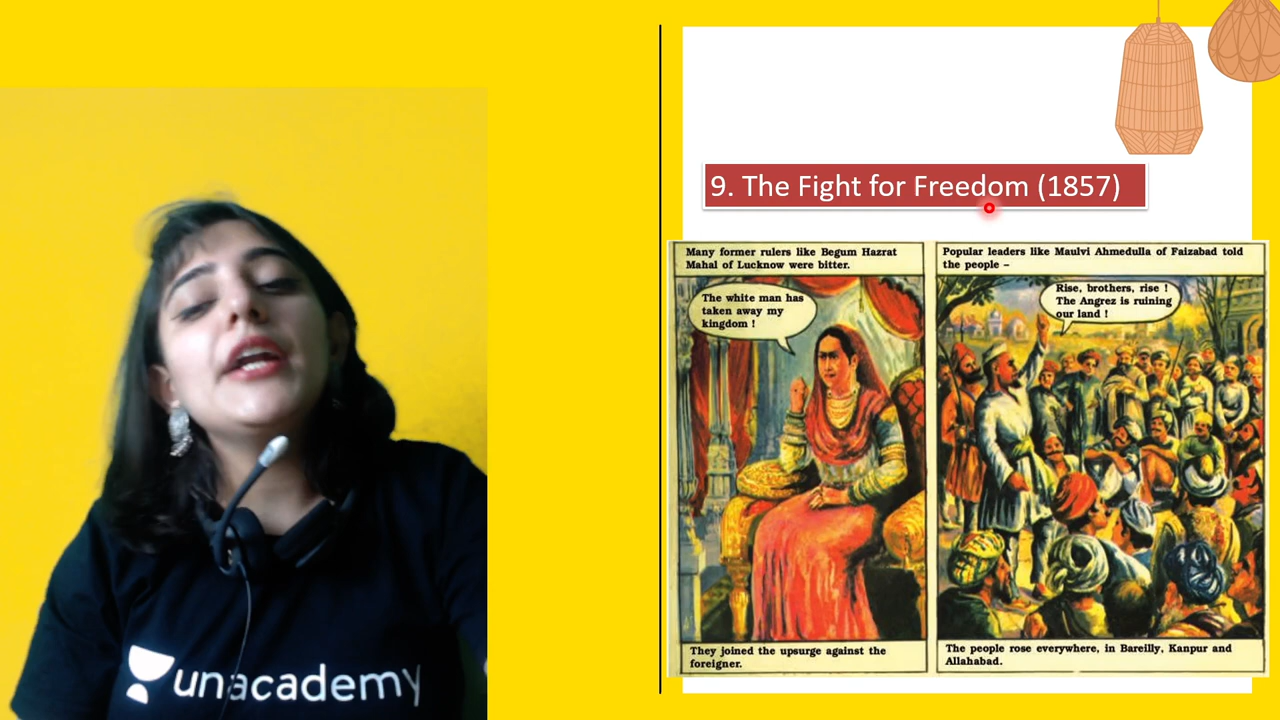 9. The Fight for Freedom (1857)
Many former rulers like Begum Hazrat
Mahal of Lucknow were bitter.
The white man has
taken away my
kingdom !
They joined the upsurge against the
foreigner.
Popular leaders like Maulvi Ahmedulla of Faizabad told
the people –
Rise, brothers, rise !
The Angrez is ruining
our land !
The people rose everywhere, in Bareilly, Kanpur and
Allahabad.
unacademy